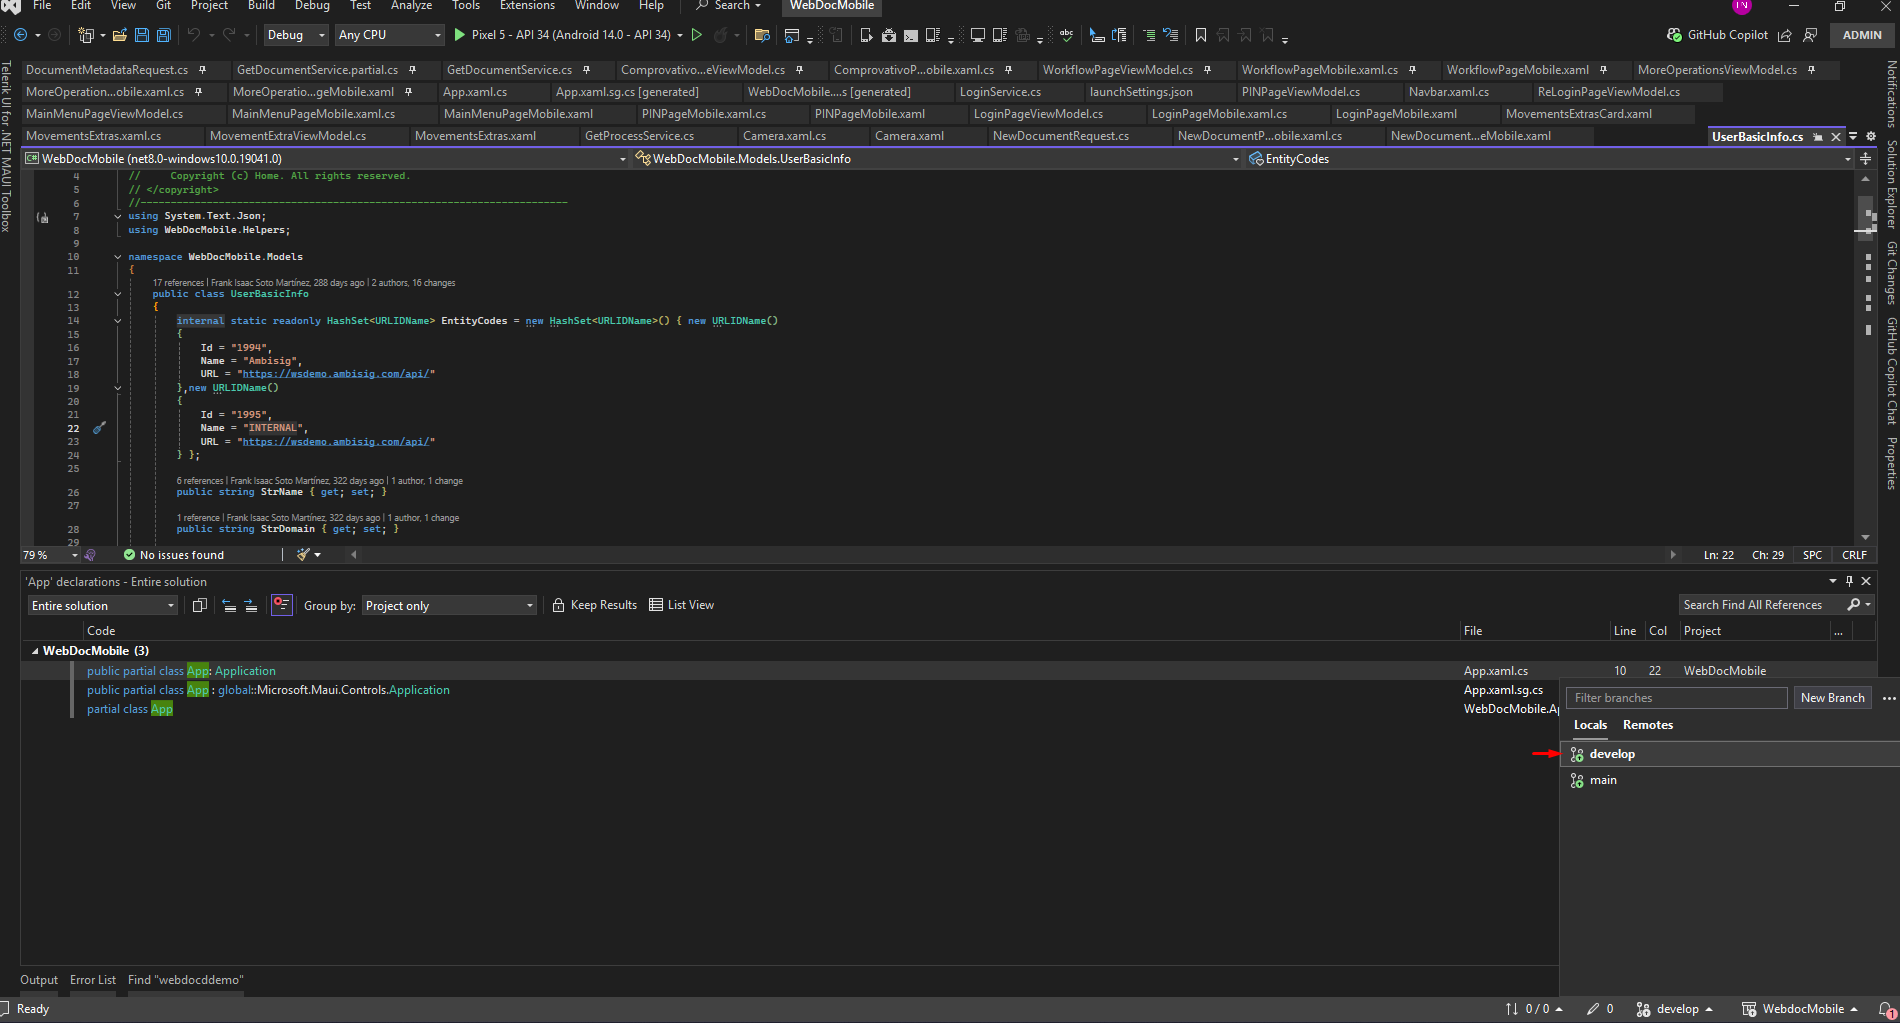 File Edit View Git Project Build Debug Test Analyze Tools Extensions Window Help Search WebDocMobile
Debug Any CPU Pixel 5 - API 34 (Android 14.0 - API 34) GitHub Copilot ADMIN
DocumentMetadataRequest.cs GetDocumentService.partial.cs GetDocumentService.cs Comprovativo...eViewModel.cs ComprovativoP...obile.xaml.cs WorkflowPageViewModel.cs WorkflowPageMobile.xaml.cs WorkflowPageMobile.xaml MoreOperationsViewModel.cs
MoreOperation...obile.xaml.cs MoreOperatio...geMobile.xaml App.xaml.cs App.xaml.sg.cs [generated] WebDocMobile....s [generated] LoginService.cs launchSettings.json PINPageViewModel.cs Navbar.xaml.cs ReLoginPageViewModel.cs
MainMenuPageViewModel.cs MainMenuPageMobile.xaml.cs MainMenuPageMobile.xaml PINPageMobile.xaml.cs PINPageMobile.xaml LoginPageViewModel.cs LoginPageMobile.xaml.cs LoginPageMobile.xaml MovementsExtrasCard.xaml
MovementsExtras.xaml.cs MovementExtraViewModel.cs MovementsExtras.xaml GetProcessService.cs Camera.xaml.cs Camera.xaml NewDocumentRequest.cs NewDocumentP...obile.xaml.cs NewDocument...eMobile.xaml UserBasicInfo.cs
WebDocMobile (net8.0-windows10.0.19041.0) WebDocMobile.Models.UserBasicInfo EntityCodes
4 // Copyright (c) Home. All rights reserved.
5 // </copyright>
6 //-----------------------------------------------------------------------
7 using System.Text.Json;
8 using WebDocMobile.Helpers;
9
10 namespace WebDocMobile.Models
11 {
17 references | Frank Isaac Soto Martínez, 288 days ago | 2 authors, 16 changes
12 public class UserBasicInfo
13 {
14 internal static readonly HashSet<URLIDName> EntityCodes = new HashSet<URLIDName>() { new URLIDName()
15 {
16 Id = "1994",
17 Name = "Ambisig",
18 URL = "https://wsdemo.ambisig.com/api/"
19 },new URLIDName()
20 {
21 Id = "1995",
22 Name = "INTERNAL",
23 URL = "https://wsdemo.ambisig.com/api/"
24 } };
25
6 references | Frank Isaac Soto Martínez, 322 days ago | 1 author, 1 change
26 public string StrName { get; set; }
27
1 reference | Frank Isaac Soto Martínez, 322 days ago | 1 author, 1 change
28 public string StrDomain { get; set; }
29
79 % No issues found Ln: 22 Ch: 29 SPC CRLF
'App' declarations - Entire solution
Entire solution Group by: Project only Keep Results List View Search Find All References
Code File Line Col Project ...
WebDocMobile (3)
public partial class App: Application App.xaml.cs 10 22 WebDocMobile
public partial class App : global::Microsoft.Maui.Controls.Application App.xaml.sg.cs
partial class App WebDocMobile.Ap
Filter branches New Branch ...
Locals Remotes
develop
main
Output Error List Find "webdocddemo"
Ready 0 / 0 0 develop WebdocMobile 1
Telerik UI for .NET MAUI Toolbox
Notifications
Solution Explorer
Git Changes
GitHub Copilot Chat
Properties